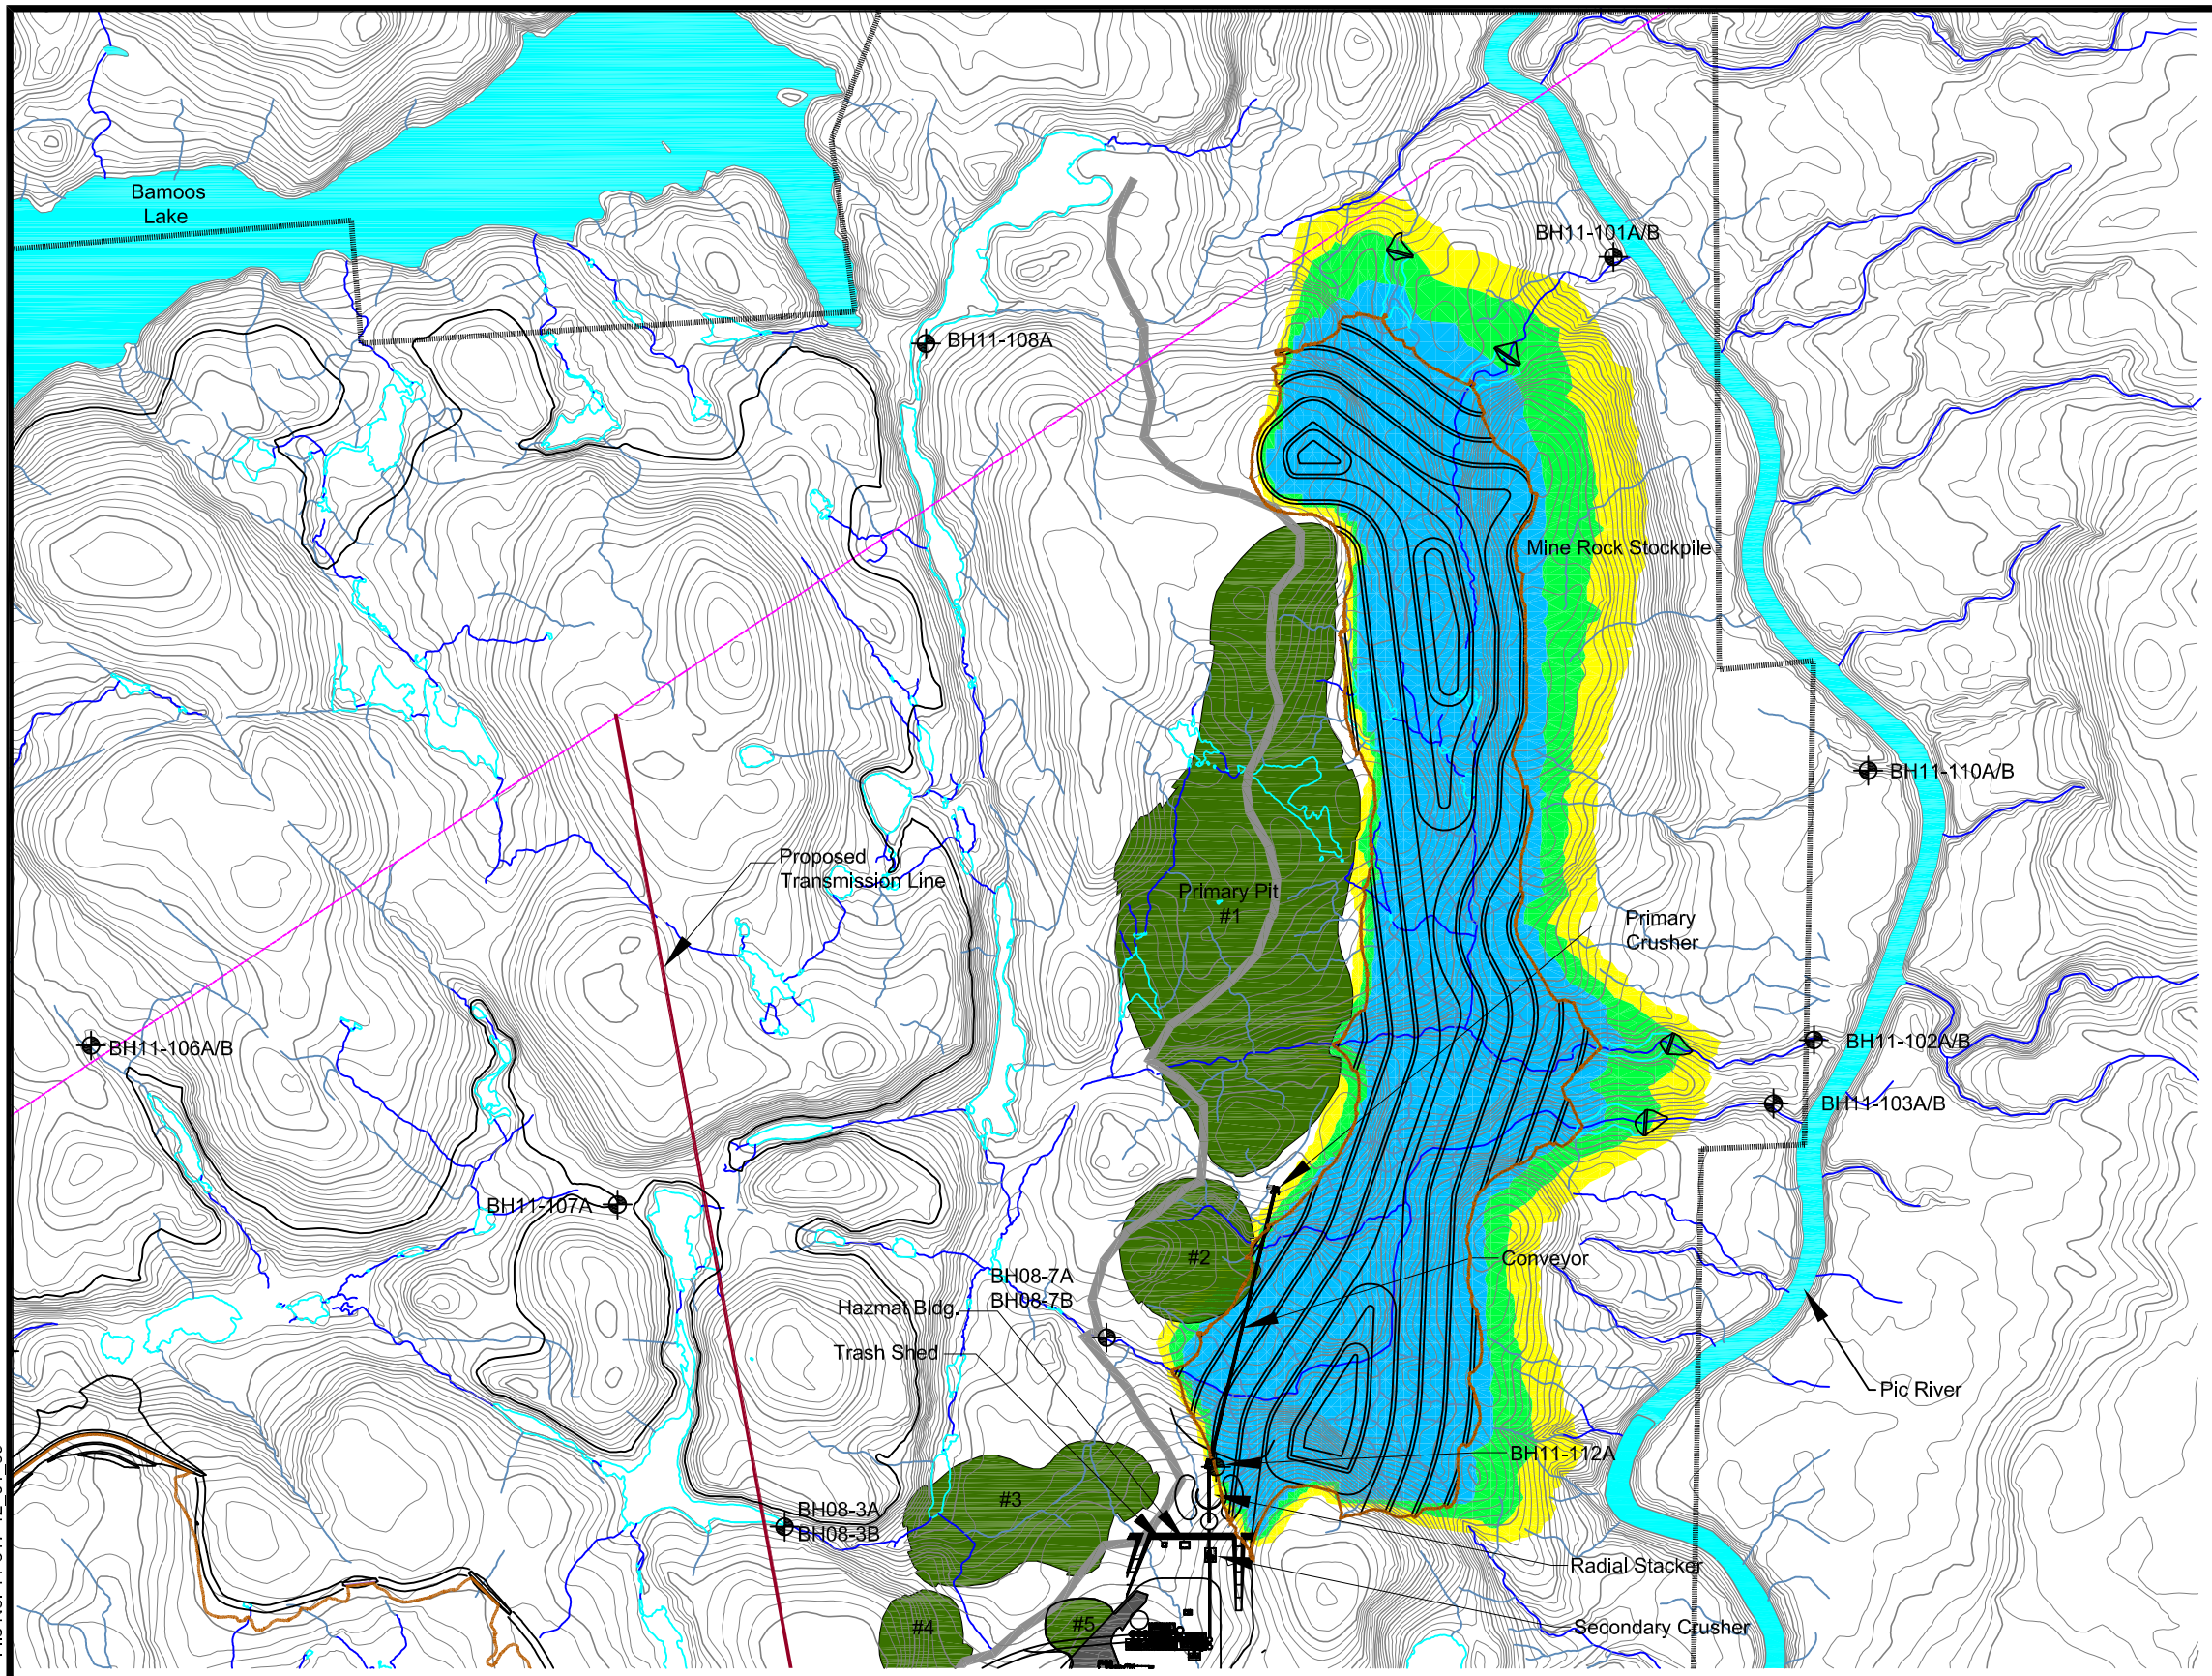 Bamoos
Lake
BH11-101A/B
BH11-108A
Mine Rock Stockpile
BH11-110A/B
Proposed
Transmission Line
Primary Pit
#1
Primary
Crusher
BH11-106A/B
BH11-102A/B
BH11-103A/B
BH11-107A
#2
Conveyor
BH08-7A
BH08-7B
Hazmat Bldg.
Trash Shed
Pic River
BH11-112A
#3
BH08-3A
BH08-3B
Radial Stacker
#4
#5
Secondary Crusher